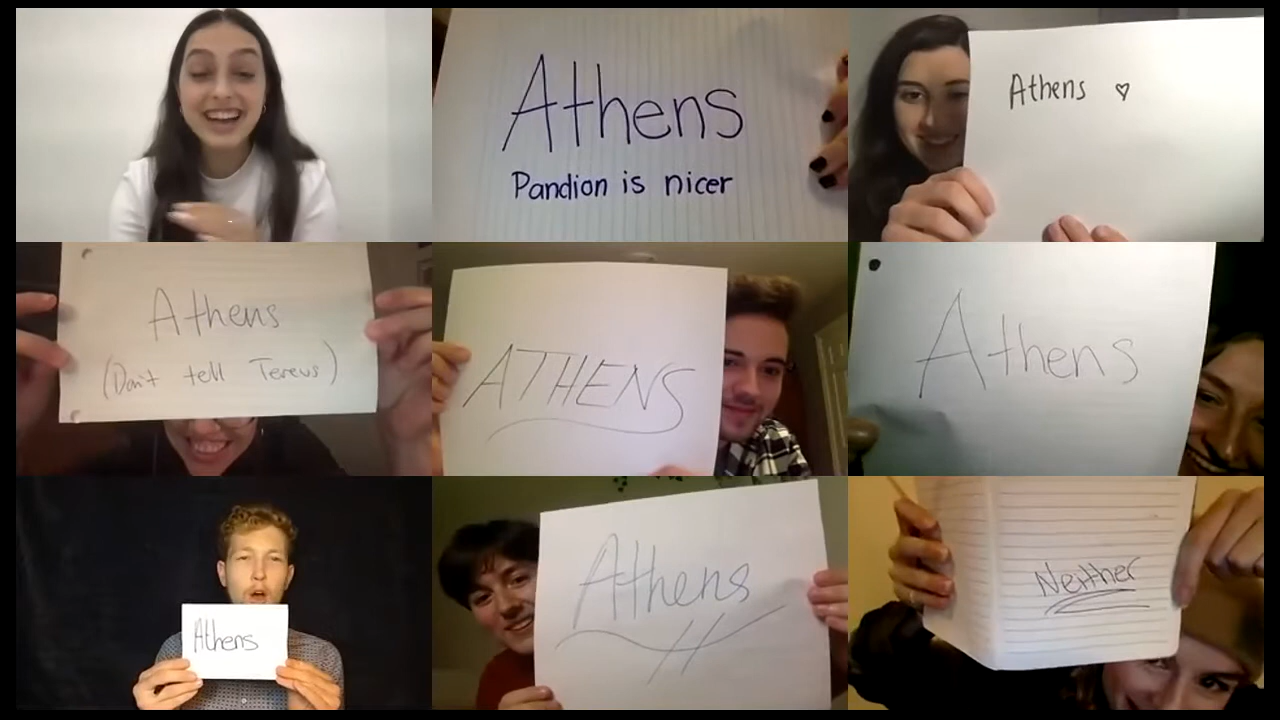 Athens
Pandion is nicer
Athens ♡
Athens
(Don't tell Tereus)
ATHENS
Athens
Athens
Athens
Neither